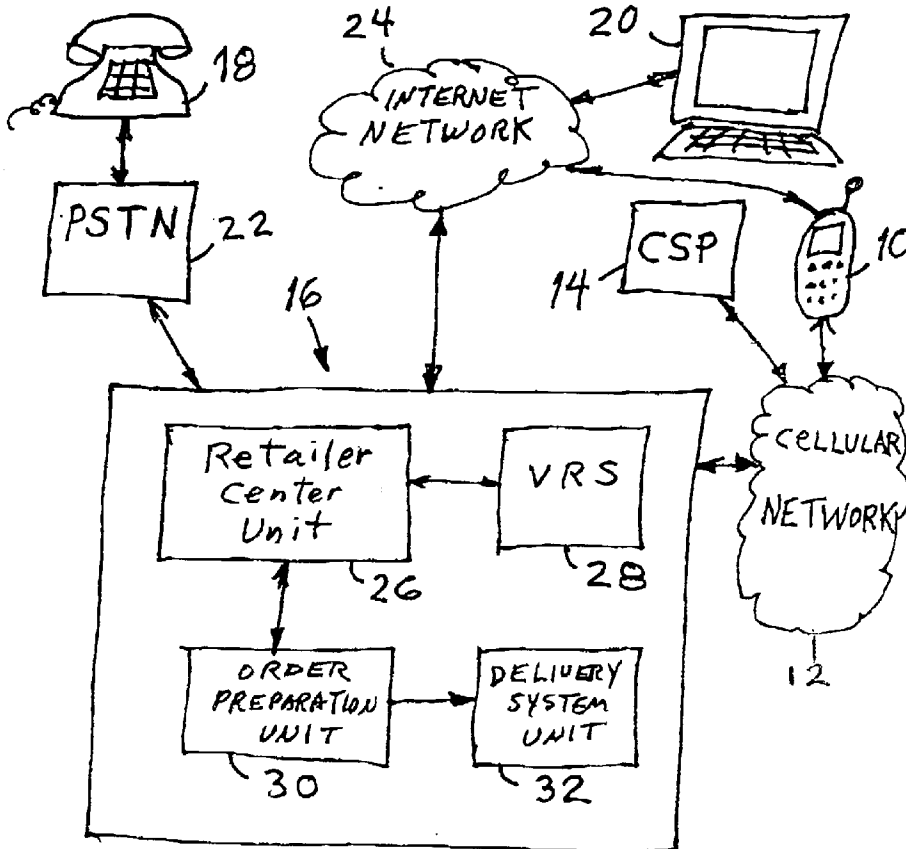 18
24
20
INTERNET
NETWORK
PSTN
22
CSP
14
10
16
Retailer
Center
Unit
26
VRS
28
CELLULAR
NETWORK
12
ORDER
PREPARATION
UNIT
30
DELIVERY
SYSTEM
UNIT
32